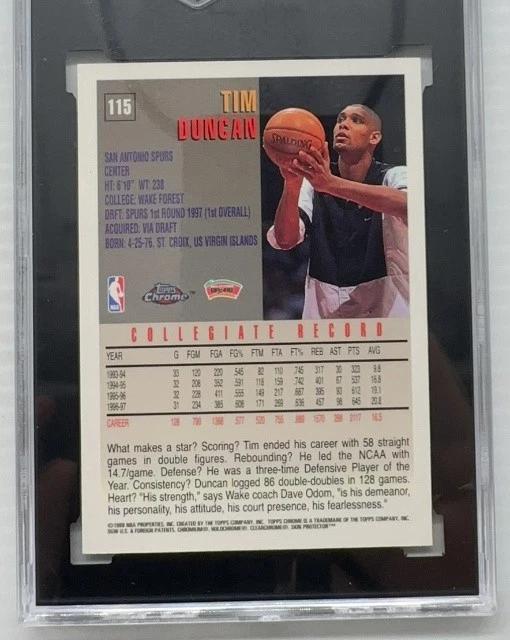 115
TIM
DUNCAN
SPALDING
SAN ANTONIO SPURS
CENTER
HT: 6'10" WT: 238
COLLEGE: WAKE FOREST
DRFT: SPURS 1st ROUND 1997 (1st OVERALL)
ACQUIRED: VIA DRAFT
BORN: 4-25-76, ST. CROIX, US VIRGIN ISLANDS
NBA
TOPPS Chrome™
SPURS
COLLEGIATE RECORD
YEAR G FGM FGA FG% FTM FTA FT% REB AST PTS AVG
1993-94 33 120 220 .545 82 110 .745 317 30 323 9.8
1994-95 32 208 352 .591 118 159 .742 401 67 537 16.8
1995-96 32 228 411 .555 149 217 .687 395 93 612 19.1
1996-97 31 234 385 .608 171 269 .636 457 98 645 20.8
CAREER 128 790 1368 .577 520 755 .689 1570 288 2117 16.5
What makes a star? Scoring? Tim ended his career with 58 straight
games in double figures. Rebounding? He led the NCAA with
14.7/game. Defense? He was a three-time Defensive Player of the
Year. Consistency? Duncan logged 86 double-doubles in 128 games.
Heart? "His strength," says Wake coach Dave Odom, "is his demeanor,
his personality, his attitude, his court presence, his fearlessness."
©1998 NBA PROPERTIES, INC. CREATED BY THE TOPPS COMPANY, INC. TOPPS CHROME IS A TRADEMARK OF THE TOPPS COMPANY, INC.
SIGN U.S. & FOREIGN PATENTS. CHROMIUM®. HOLOCHROME®. CLEARCHROME®. SKIN PROTECTOR™